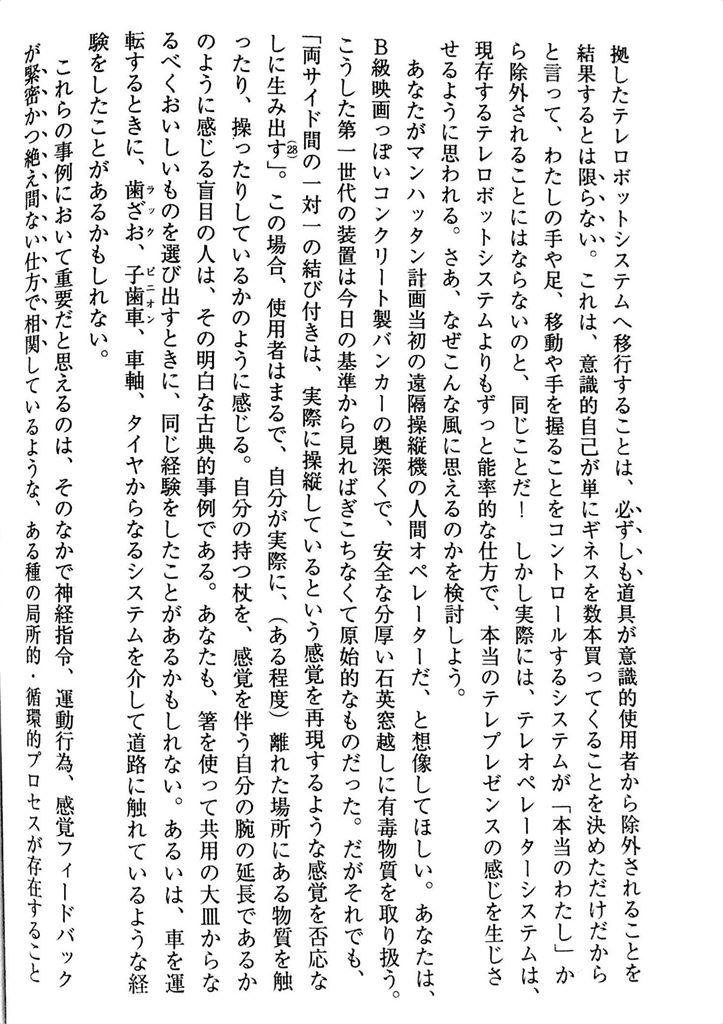 拠したテレロボットシステムへ移行することは、必ずしも道具が意識的使用者から除外されることを
結果するとは限らない。これは、意識的自己が単にギネスを数本買ってくることを決めただけだから
と言って、わたしの手や足、移動や手を握ることをコントロールするシステムが「本当のわたし」か
ら除外されることにはならないのと、同じことだ！　しかし実際には、テレオペレーターシステムは、
現存するテレロボットシステムよりもずっと能率的な仕方で、本当のテレプレゼンスの感じを生じさ
せるように思われる。さあ、なぜこんな風に思えるのかを検討しよう。
　あなたがマンハッタン計画当初の遠隔操縦機の人間オペレーターだ、と想像してほしい。あなたは、
B級映画っぽいコンクリート製バンカーの奥深くで、安全な分厚い石英窓越しに有毒物質を取り扱う。
こうした第一世代の装置は今日の基準から見ればぎこちなくて原始的なものだった。だがそれでも、
「両サイド間の一対一の結び付きは、実際に操縦しているという感覚を再現するような感覚を否応な
しに生み出す」(28)。この場合、使用者はまるで、自分が実際に、（ある程度）離れた場所にある物質を触
ったり、操ったりしているかのように感じる。自分の持つ杖を、感覚を伴う自分の腕の延長であるか
のように感じる盲目の人は、その明白な古典的事例である。あなたも、箸を使って共用の大皿からな
るべくおいしいものを選び出すときに、同じ経験をしたことがあるかもしれない。あるいは、車を運
転するときに、歯ざお、子歯車、車軸、タイヤからなるシステムを介して道路に触れているような経
ラック　ピニオン
験をしたことがあるかもしれない。
　これらの事例において重要だと思えるのは、そのなかで神経指令、運動行為、感覚フィードバック
が緊密かつ絶え間ない仕方で相関しているような、ある種の局所的・循環的プロセスが存在すること